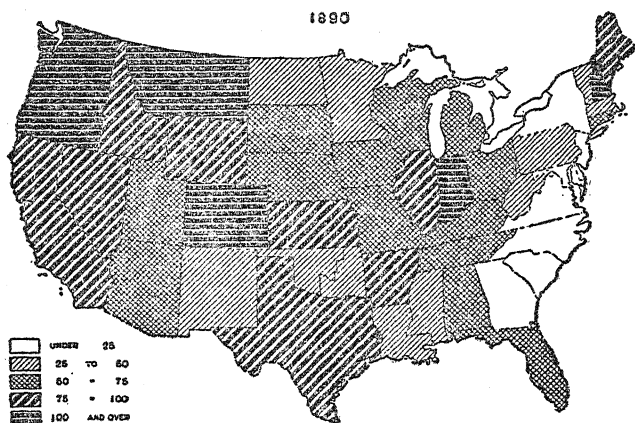 1890
UNDER 25
25 TO 50
50 " 75
75 " 100
100 AND OVER